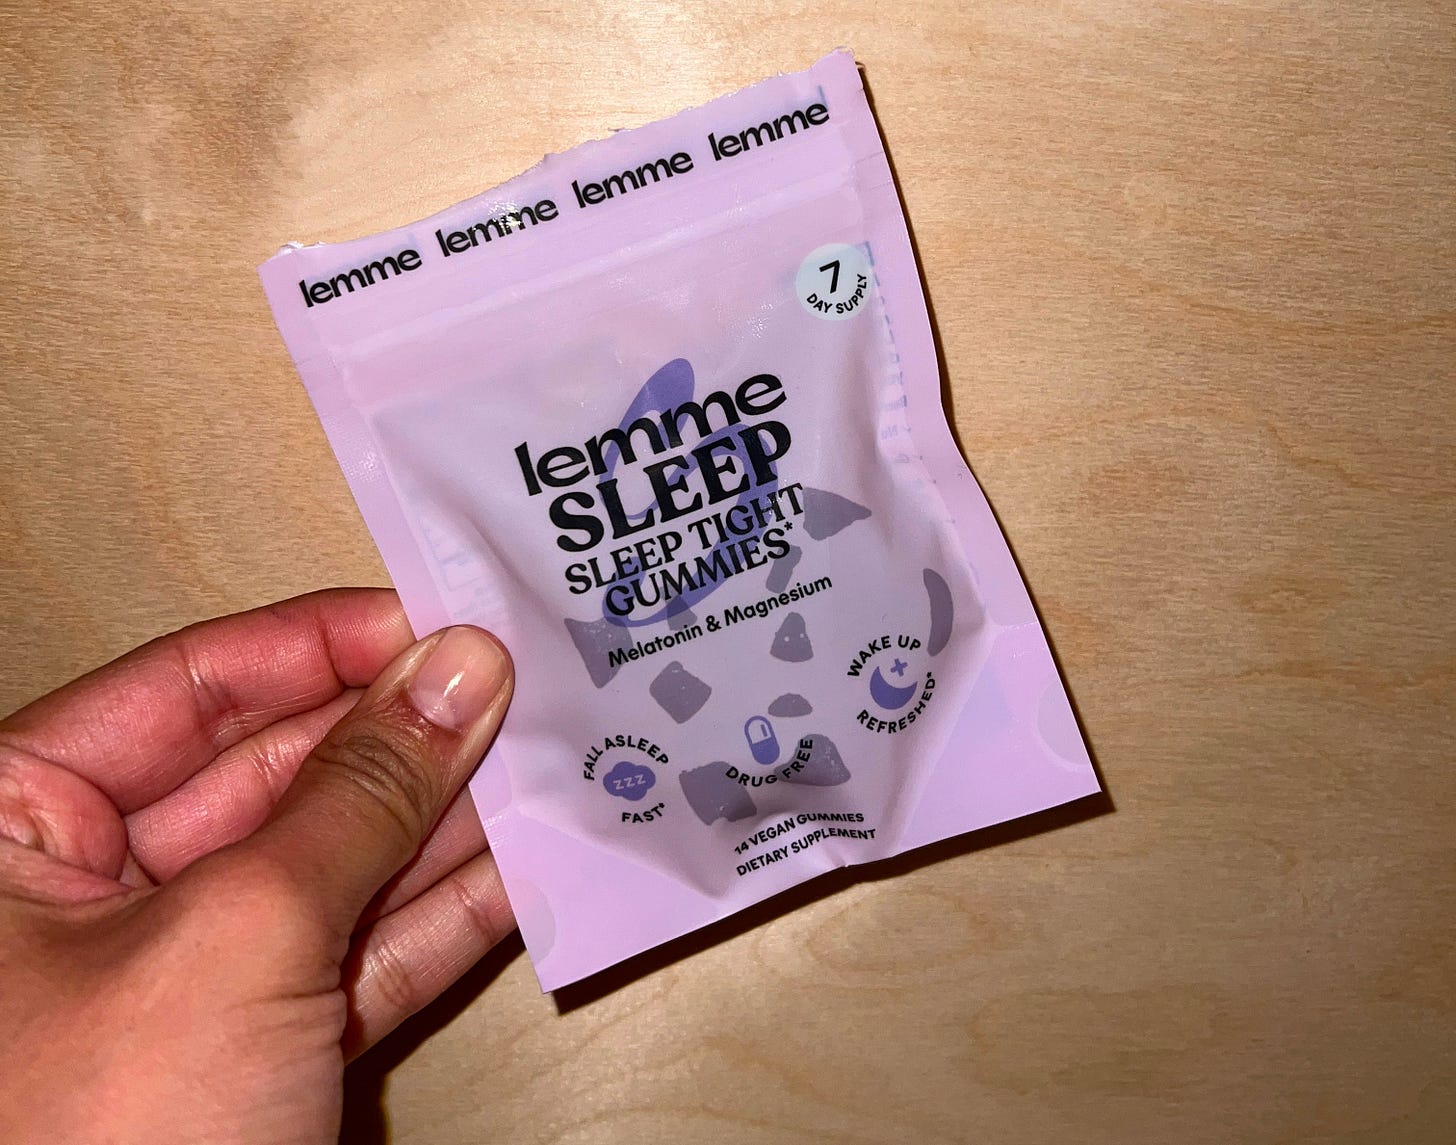 lemme lemme lemme lemme
7
DAY SUPPLY
lemme
SLEEP
SLEEP TIGHT
GUMMIES*
Melatonin & Magnesium
WAKE UP
REFRESHED*
FALL ASLEEP
zzz
FAST*
DRUG FREE
14 VEGAN GUMMIES
DIETARY SUPPLEMENT